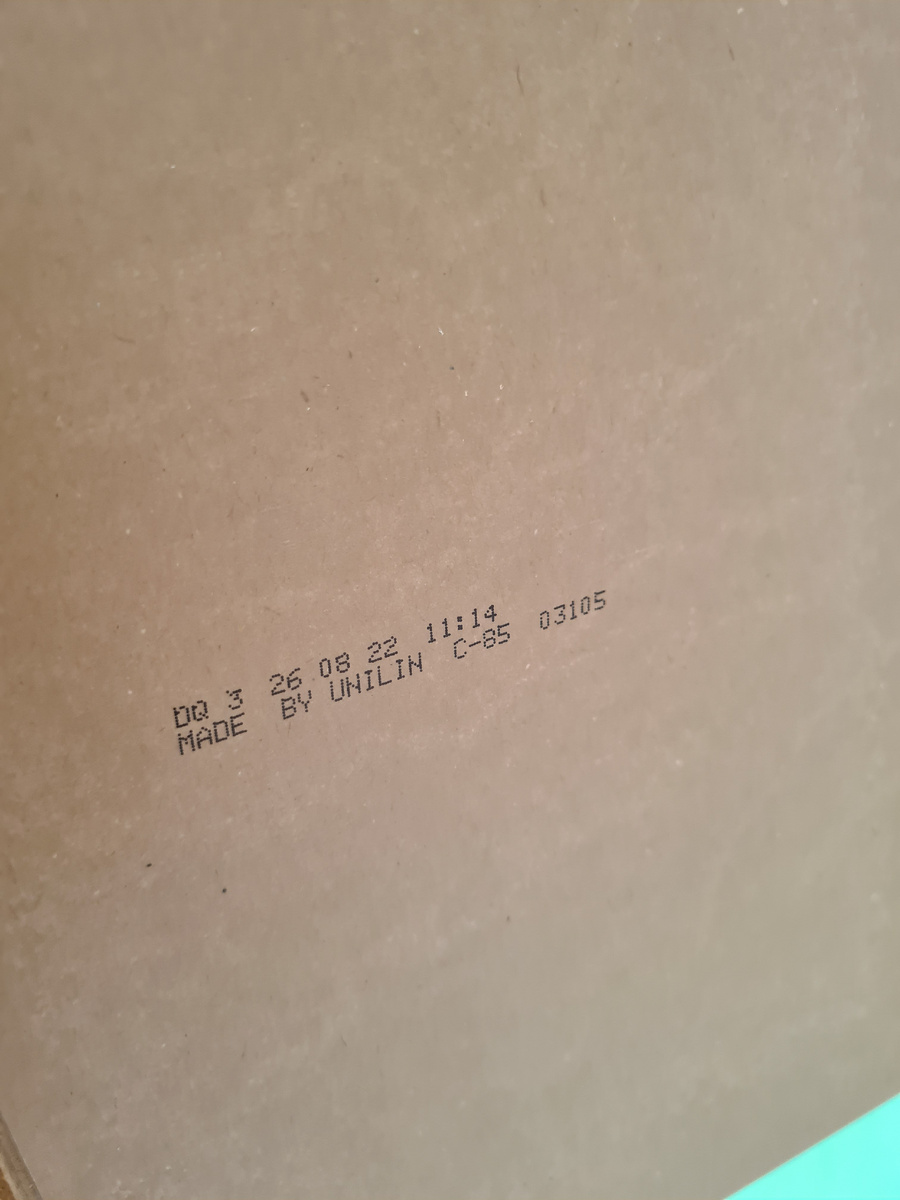 DQ 3 26 08 22 11:14
MADE BY UNILIN C-85 03105